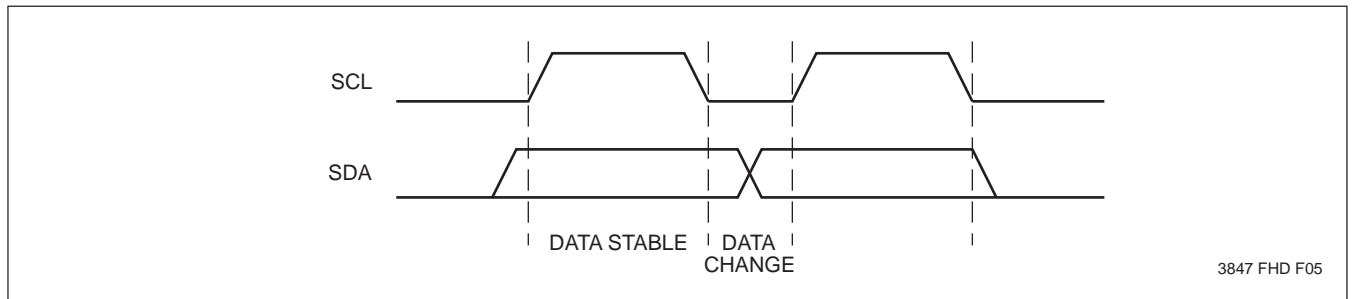 SCL
SDA
DATA STABLE
DATA
CHANGE
3847 FHD F05